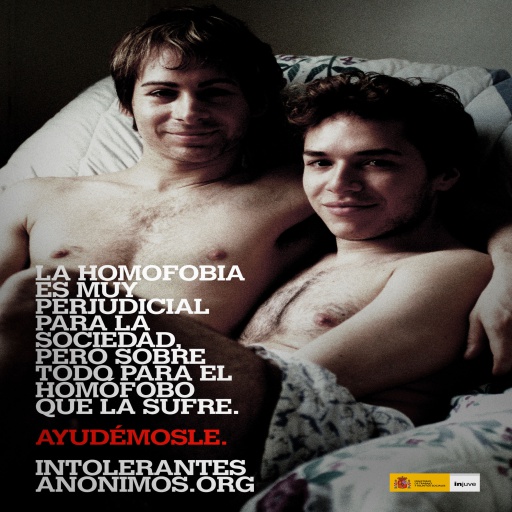 LA HOMOFOBIA
ES MUY
PERJUDICIAL
PARA LA
SOCIEDAD,
PERO SOBRE
TODO PARA EL
HOMÓFOBO
QUE LA SUFRE.
AYUDÉMOSLE.
INTOLERANTES
ANONIMOS.ORG
injuve